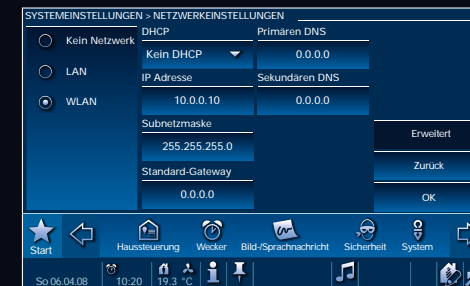 SYSTEMEINSTELLUNGEN > NETZWERKEINSTELLUNGEN
Kein Netzwerk
LAN
WLAN
DHCP
Kein DHCP
IP Adresse
10.0.0.10
Subnetzmaske
255.255.255.0
Standard-Gateway
0.0.0.0
Primären DNS
0.0.0.0
Sekundären DNS
0.0.0.0
Erweitert
Zurück
OK
Start
Haussteuerung
Wecker
Bild-/Sprachnachricht
Sicherheit
System
So 06.04.08
10:20
19.3 °C